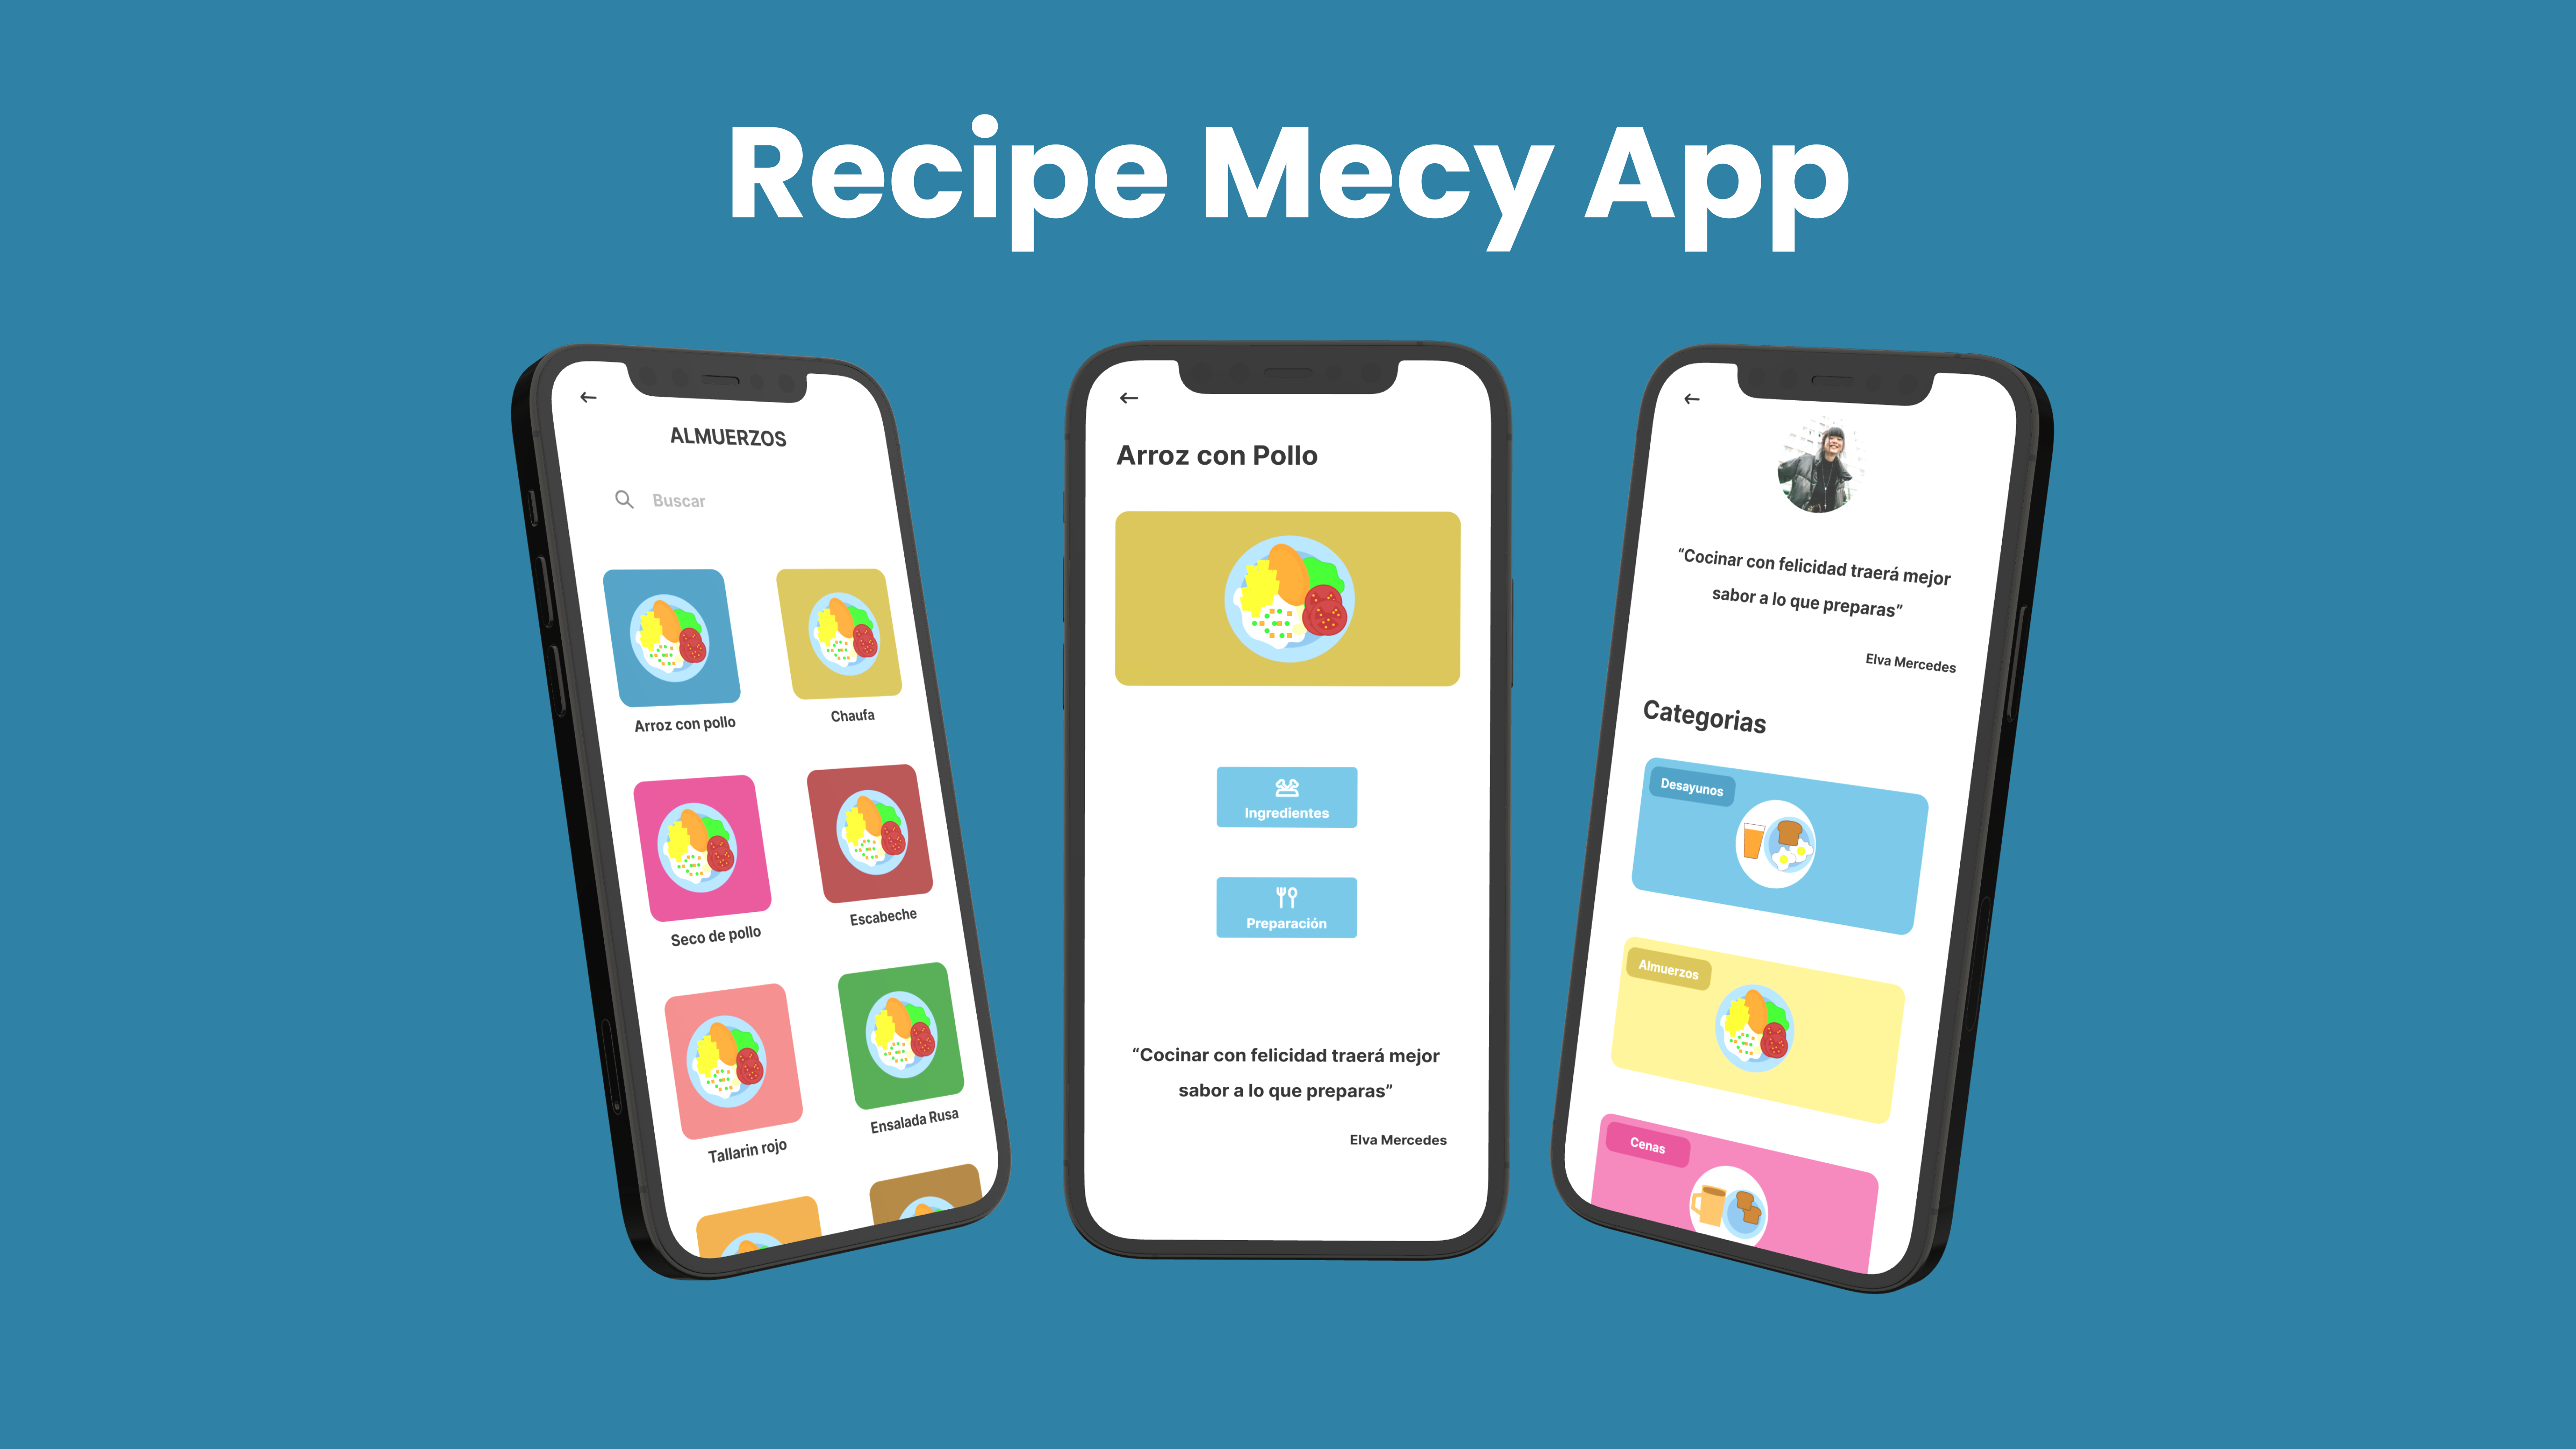 Recipe Mecy App
ALMUERZOS
Buscar
Arroz con pollo
Chaufa
Seco de pollo
Escabeche
Tallarin rojo
Ensalada Rusa
Arroz con Pollo
Ingredientes
Preparación
“Cocinar con felicidad traerá mejor
sabor a lo que preparas”
Elva Mercedes
“Cocinar con felicidad traerá mejor
sabor a lo que preparas”
Elva Mercedes
Categorias
Desayunos
Almuerzos
Cenas